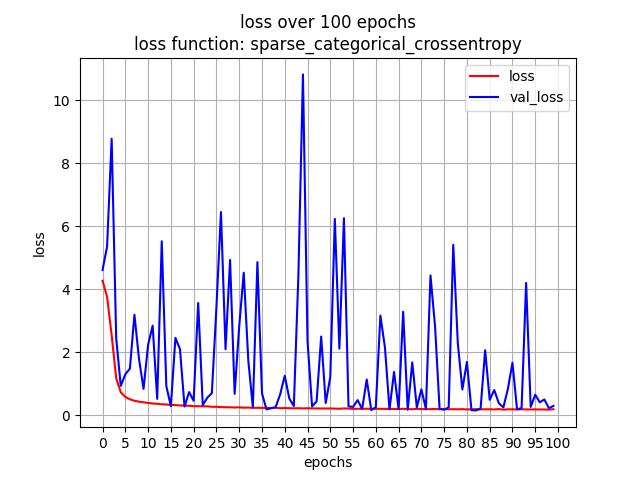 loss over 100 epochs
loss function: sparse_categorical_crossentropy
loss
val_loss
10
8
6
4
2
0
loss
0 5 10 15 20 25 30 35 40 45 50 55 60 65 70 75 80 85 90 95 100
epochs